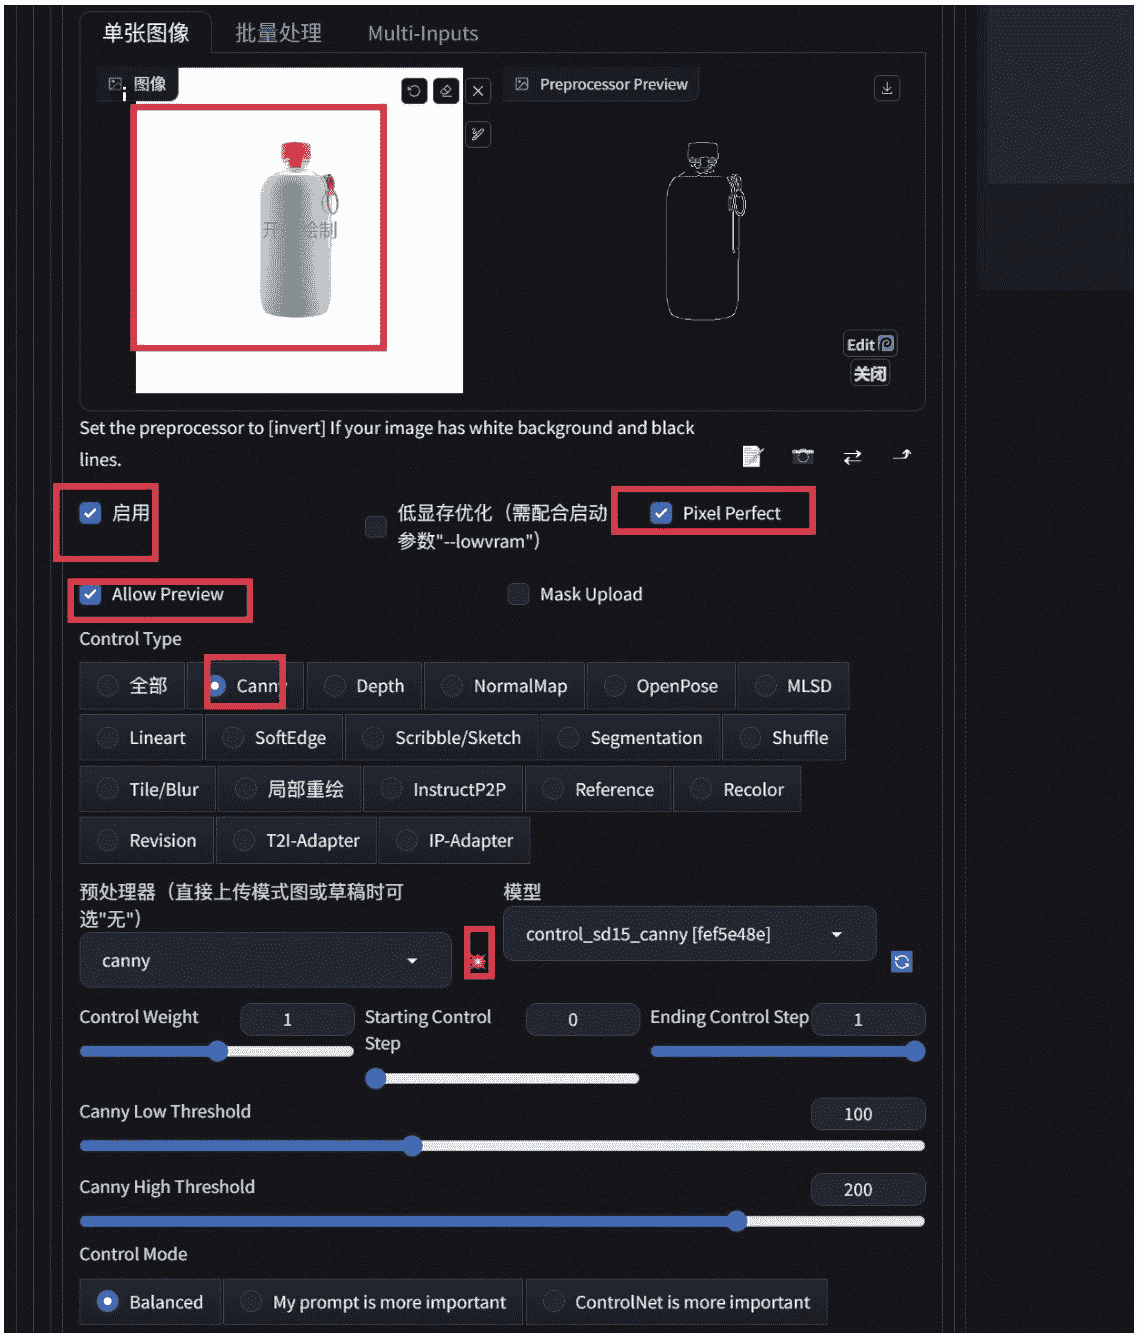 单张图像
批量处理
Multi-Inputs
图像
Preprocessor Preview
开
绘制
Edit
关闭
Set the preprocessor to [invert] If your image has white background and black
lines.
启用
低显存优化（需配合启动
参数"--lowvram"）
Pixel Perfect
Allow Preview
Mask Upload
Control Type
全部
Canny
Depth
NormalMap
OpenPose
MLSD
Lineart
SoftEdge
Scribble/Sketch
Segmentation
Shuffle
Tile/Blur
局部重绘
InstructP2P
Reference
Recolor
Revision
T2I-Adapter
IP-Adapter
预处理器（直接上传模式图或草稿时可
选"无"）
模型
canny
control_sd15_canny [fef5e48e]
Control Weight
1
Starting Control
Step
0
Ending Control Step
1
Canny Low Threshold
100
Canny High Threshold
200
Control Mode
Balanced
My prompt is more important
ControlNet is more important